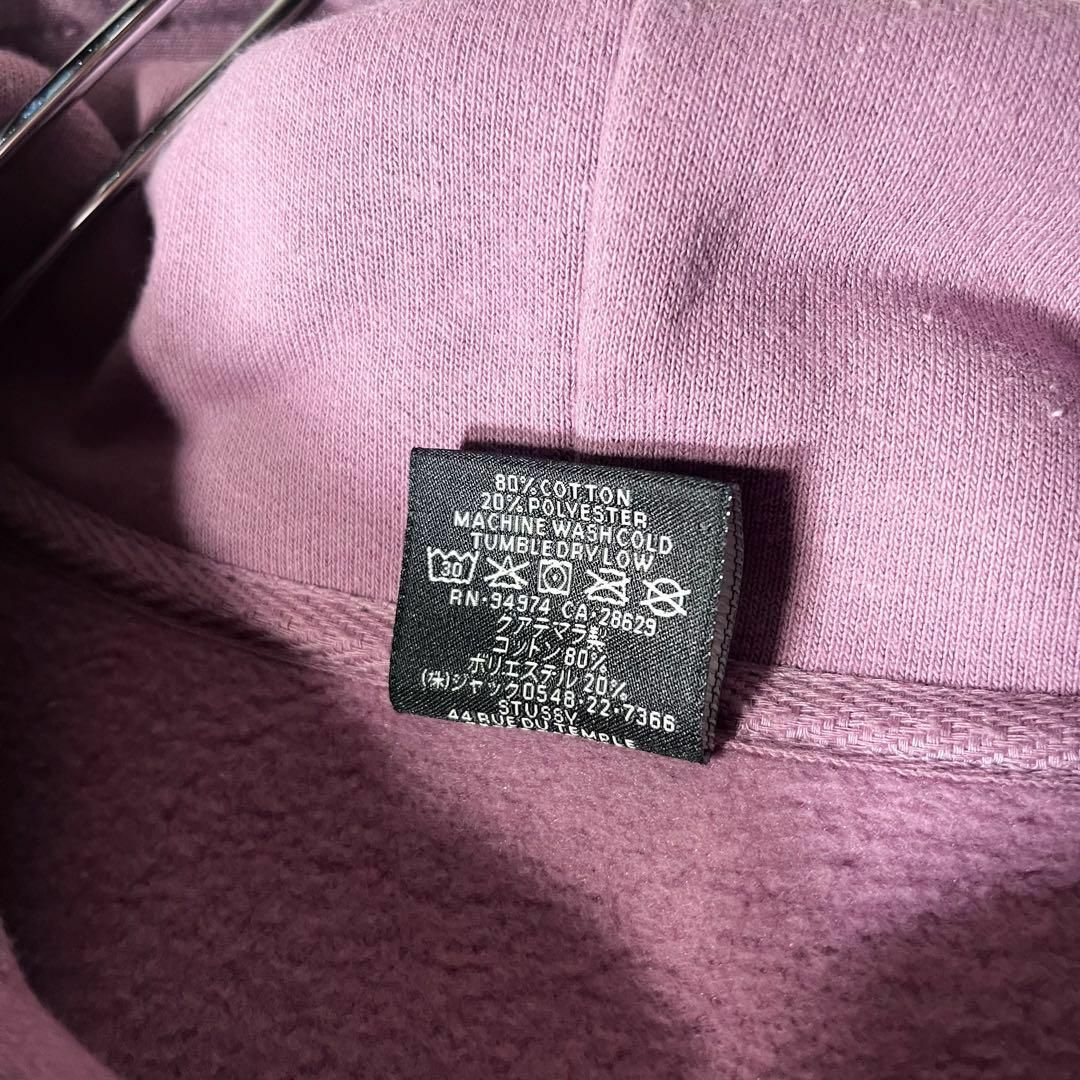 80% COTTON
20% POLYESTER
MACHINE WASH COLD
TUMBLE DRY LOW
30
RN·94974 CA·28629
クアテマラ製
コットン 80%
ポリエステル 20%
(株)ジャック0548·22·7366
STUSSY
44 RUE DU TEMPLE